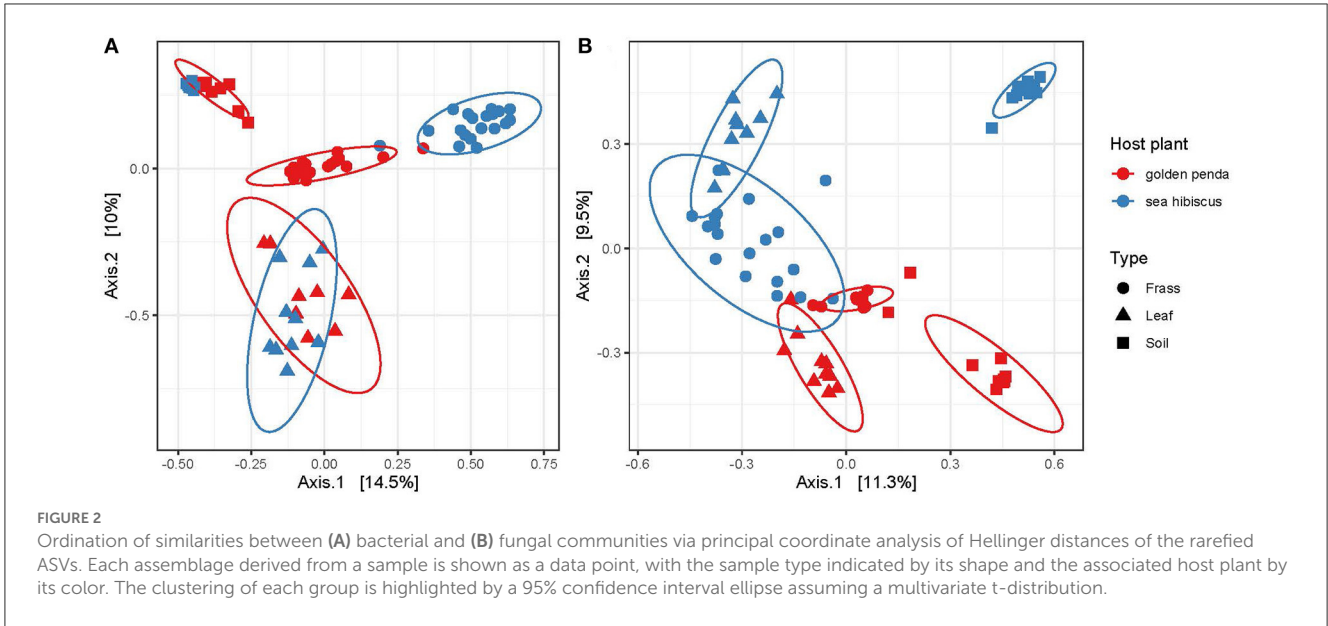 A
B
0.0
-0.5
Axis.2 [10%]
-0.50
-0.25
0.00
0.25
0.50
0.75
Axis.1 [14.5%]
0.3
0.0
-0.3
Axis.2 [9.5%]
-0.6
-0.3
0.0
0.3
0.6
Axis.1 [11.3%]
Host plant
golden penda
sea hibiscus
Type
Frass
Leaf
Soil
FIGURE 2
Ordination of similarities between (A) bacterial and (B) fungal communities via principal coordinate analysis of Hellinger distances of the rarefied
ASVs. Each assemblage derived from a sample is shown as a data point, with the sample type indicated by its shape and the associated host plant by
its color. The clustering of each group is highlighted by a 95% confidence interval ellipse assuming a multivariate t-distribution.